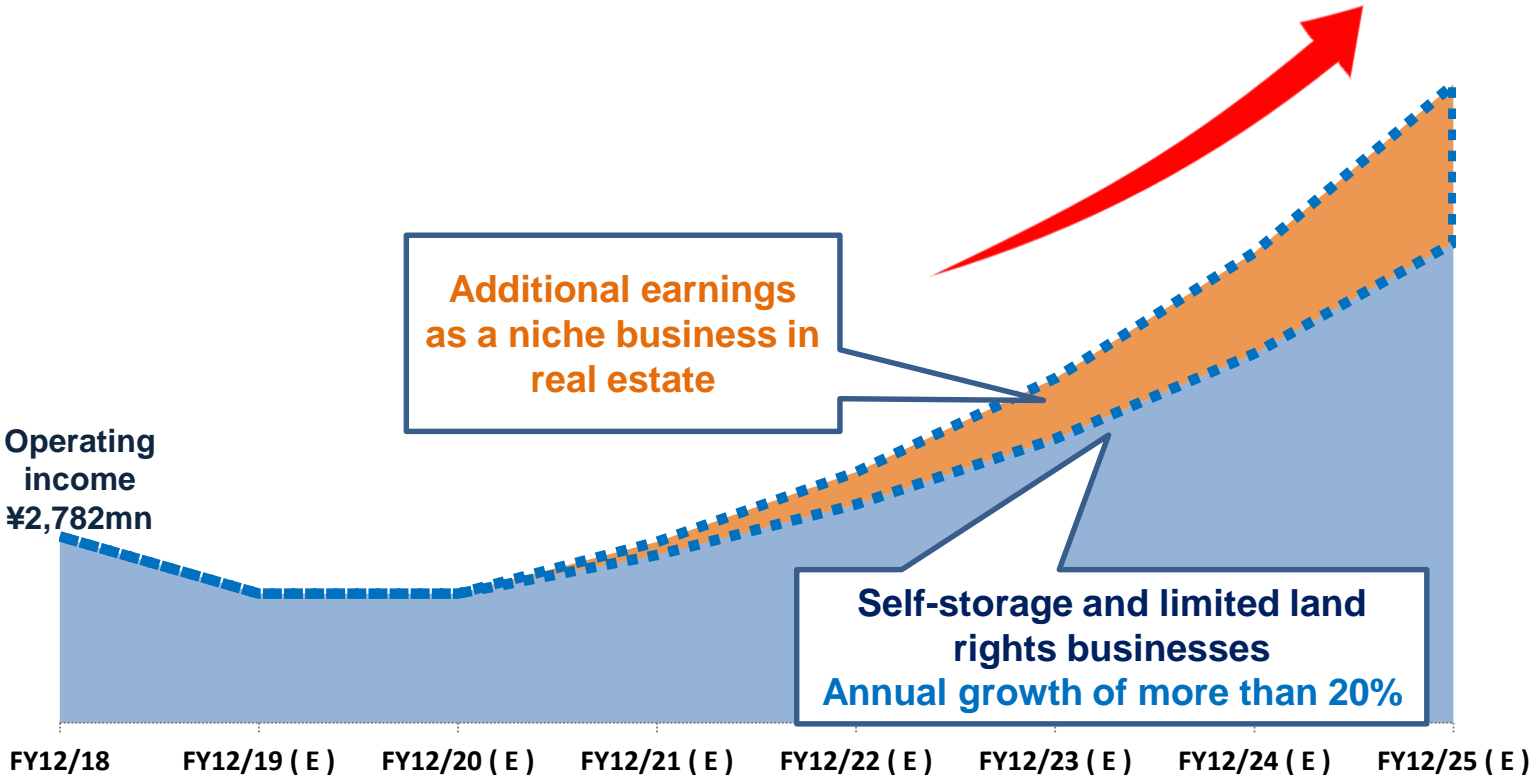 Additional earnings
as a niche business in
real estate
Operating
income
¥2,782mn
Self-storage and limited land
rights businesses
Annual growth of more than 20%
FY12/18 FY12/19 ( E ) FY12/20 ( E ) FY12/21 ( E ) FY12/22 ( E ) FY12/23 ( E ) FY12/24 ( E ) FY12/25 ( E )